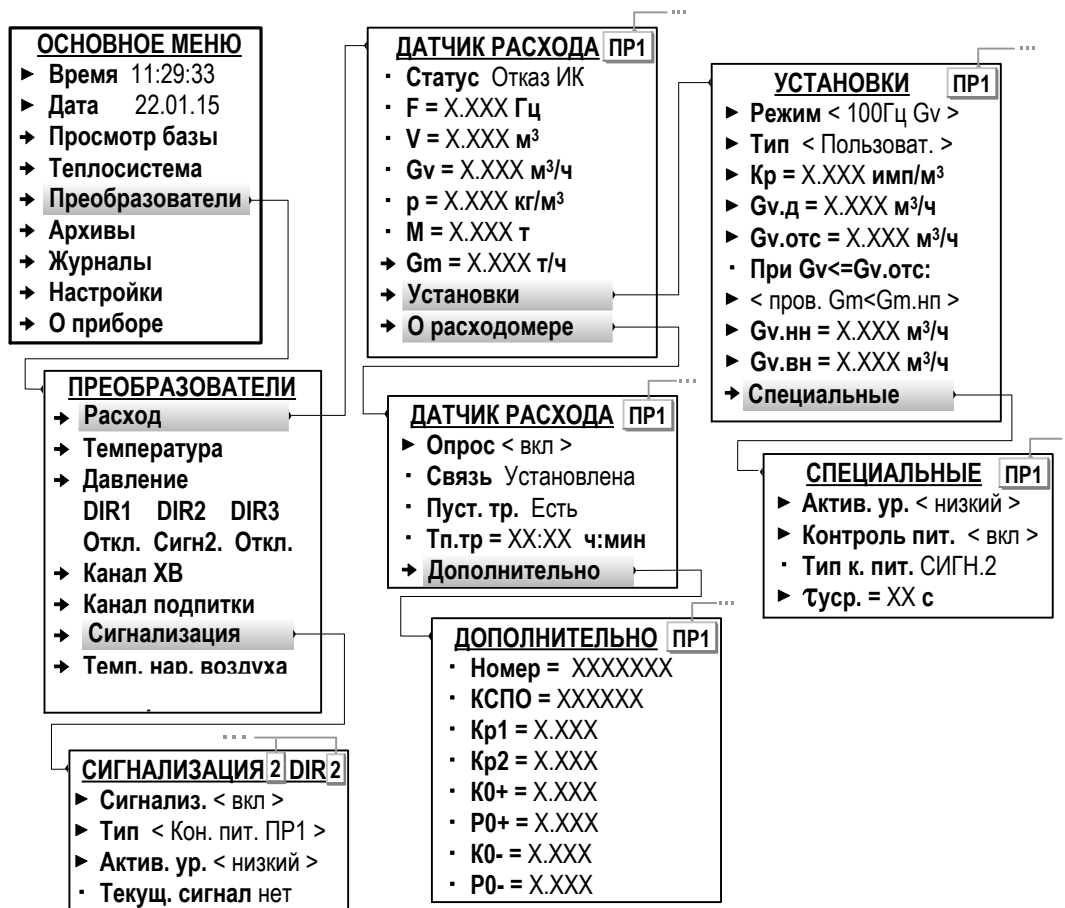 ОСНОВНОЕ МЕНЮ
► Время 11:29:33
► Дата 22.01.15
➔ Просмотр базы
➔ Теплосистема
➔ Преобразователи
➔ Архивы
➔ Журналы
➔ Настройки
➔ О приборе
ПРЕОБРАЗОВАТЕЛИ
➔ Расход
➔ Температура
➔ Давление
DIR1 DIR2 DIR3
Откл. Сигн2. Откл.
➔ Канал ХВ
➔ Канал подпитки
➔ Сигнализация
➔ Темп. нар. воздуха
СИГНАЛИЗАЦИЯ 2 DIR 2
► Сигнализ. < вкл >
► Тип < Кон. пит. ПР1 >
► Актив. ур. < низкий >
· Текущ. сигнал нет
ДАТЧИК РАСХОДА ПР1
· Статус Отказ ИК
· F = X.XXX Гц
· V = X.XXX м³
· Gv = X.XXX м³/ч
· p = X.XXX кг/м³
· M = X.XXX т
➔ Gm = X.XXX т/ч
➔ Установки
➔ О расходомере
ДАТЧИК РАСХОДА ПР1
► Опрос < вкл >
· Связь Установлена
· Пуст. тр. Есть
· Тп.тр = XX:XX ч:мин
➔ Дополнительно
ДОПОЛНИТЕЛЬНО ПР1
· Номер = XXXXXXX
· КСПО = XXXXXX
· Кр1 = X.XXX
· Кр2 = X.XXX
· К0+ = X.XXX
· Р0+ = X.XXX
· К0- = X.XXX
· Р0- = X.XXX
УСТАНОВКИ ПР1
► Режим < 100Гц Gv >
► Тип < Пользоват. >
► Кр = X.XXX имп/м³
► Gv.д = X.XXX м³/ч
► Gv.отс = X.XXX м³/ч
· При Gv<=Gv.отс:
► < пров. Gm<Gm.нп >
► Gv.нн = X.XXX м³/ч
► Gv.вн = X.XXX м³/ч
➔ Специальные
СПЕЦИАЛЬНЫЕ ПР1
► Актив. ур. < низкий >
► Контроль пит. < вкл >
· Тип к. пит. СИГН.2
► τуср. = XX с